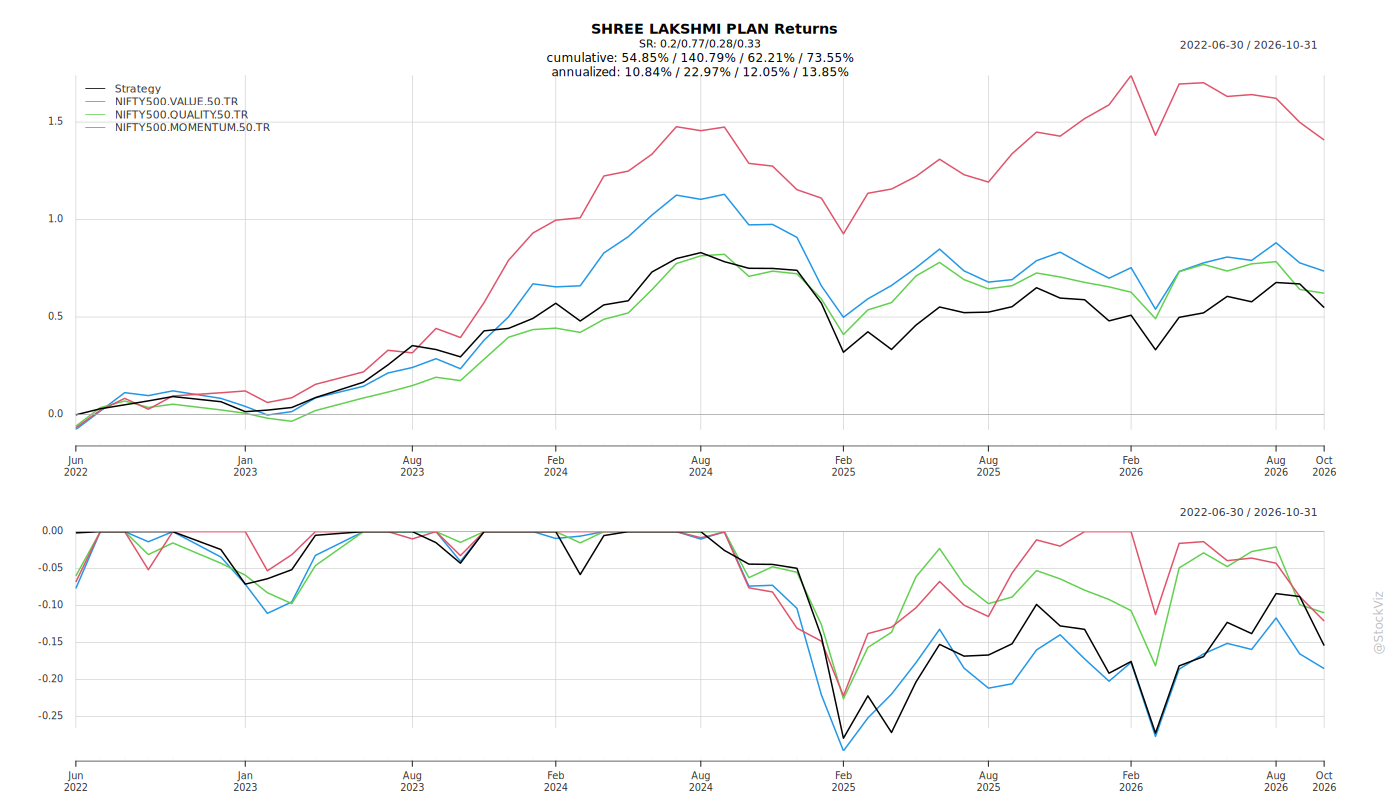 SHREE LAKSHMI PLAN Returns
SR: 0.2/0.77/0.28/0.33
cumulative: 54.85% / 140.79% / 62.21% / 73.55%
annualized: 10.84% / 22.97% / 12.05% / 13.85%
2022-06-30 / 2026-10-31
Strategy
NIFTY500.VALUE.50.TR
NIFTY500.QUALITY50.TR
NIFTY500.MOMENTUM.50.TR
1.5
1.0
0.5
0.0
Jun Jan Aug Feb Aug Feb Aug Feb Aug Oct
2022 2023 2023 2024 2024 2025 2025 2026 2026 2026
2022-06-30 / 2026-10-31
0.00
-0.05
-0.10
-0.15
-0.20
-0.25
Jun Jan Aug Feb Aug Feb Aug Feb Aug Oct
2022 2023 2023 2024 2024 2025 2025 2026 2026 2026
@StockViz